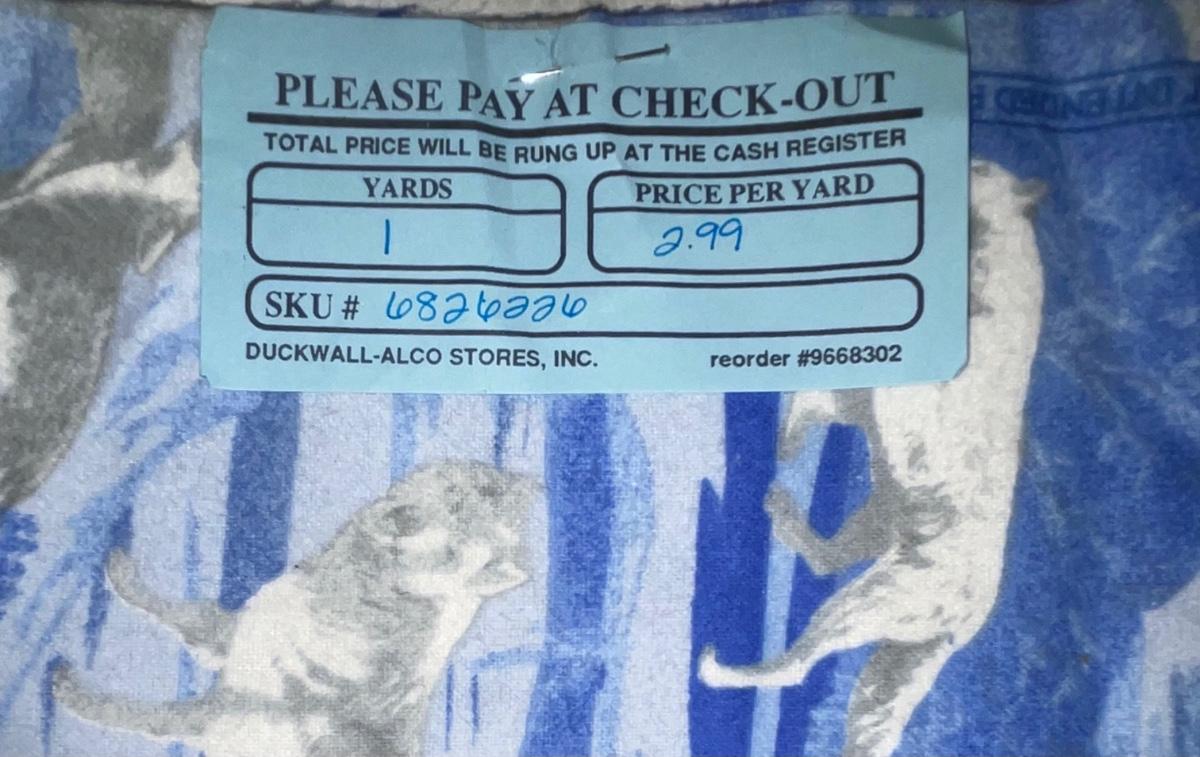 PLEASE PAY AT CHECK-OUT
TOTAL PRICE WILL BE RUNG UP AT THE CASH REGISTER
YARDS
PRICE PER YARD
1
2.99
SKU # 6826226
DUCKWALL-ALCO STORES, INC.
reorder #9668302